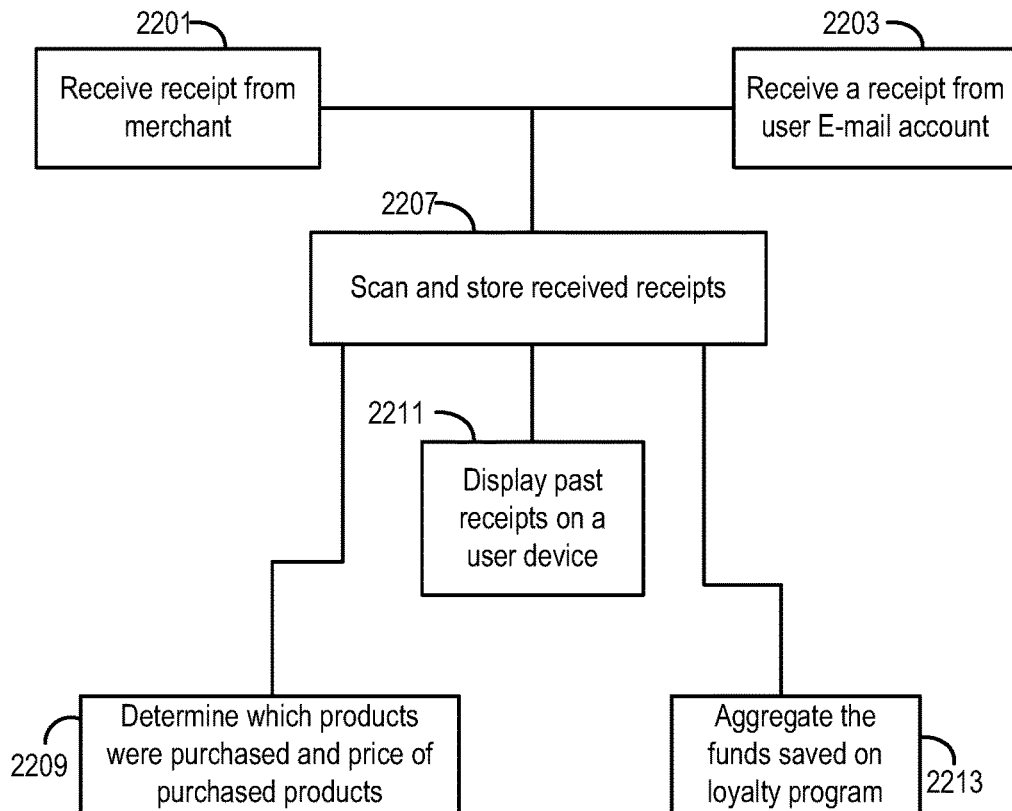 2201
Receive receipt from
merchant
2203
Receive a receipt from
user E-mail account
2207
Scan and store received receipts
2211
Display past
receipts on a
user device
2209
Determine which products
were purchased and price of
purchased products
Aggregate the
funds saved on
loyalty program
2213